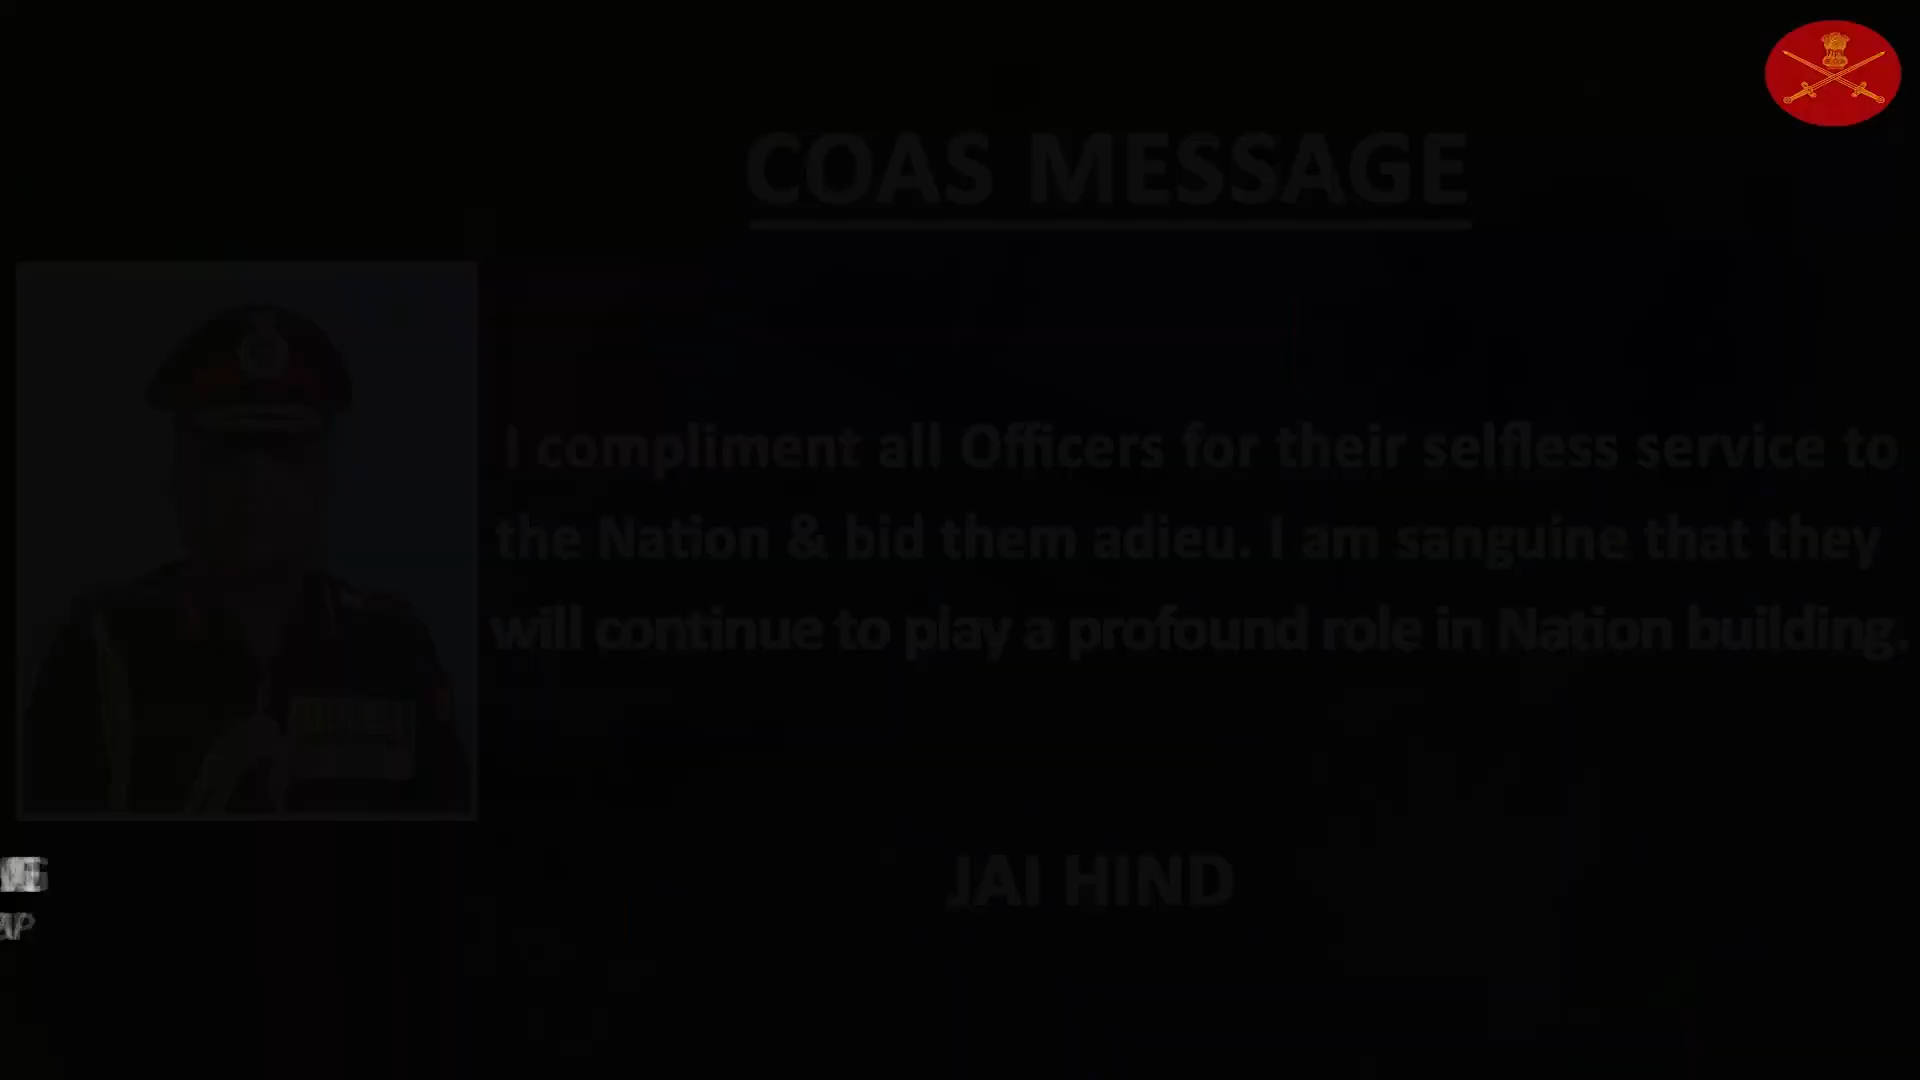 COAS MESSAGE
I compliment all Officers for their selfless service to
the Nation & bid them adieu. I am sanguine that they
will continue to play a profound role in Nation building.
JAI HIND